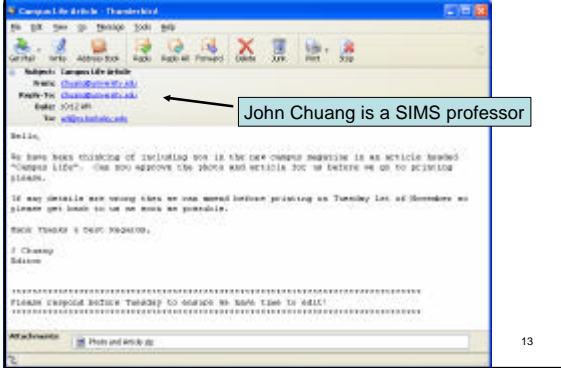 Campus Life Article - Thunderbird
File Edit View Go Message Tools Help
Get Mail Write Address Book Reply Reply All Forward Delete Junk Print Stop
Subject: Campus Life Article
From:
Reply-To:
Date: 10:12 AM
To:
John Chuang is a SIMS professor
Hello,
We have been thinking of including you in the new campus magazine in an article headed
"Campus Life". Can you approve the photo and article for us before we go to printing
please.
If any details are wrong then we can amend before printing on Tuesday 1st of November so
please get back to us as soon as possible.
Many Thanks & Best Regards,
J Chuang
Editor
Please respond before Tuesday to ensure we have time to edit!
Attachments: Photo and Article.zip
13